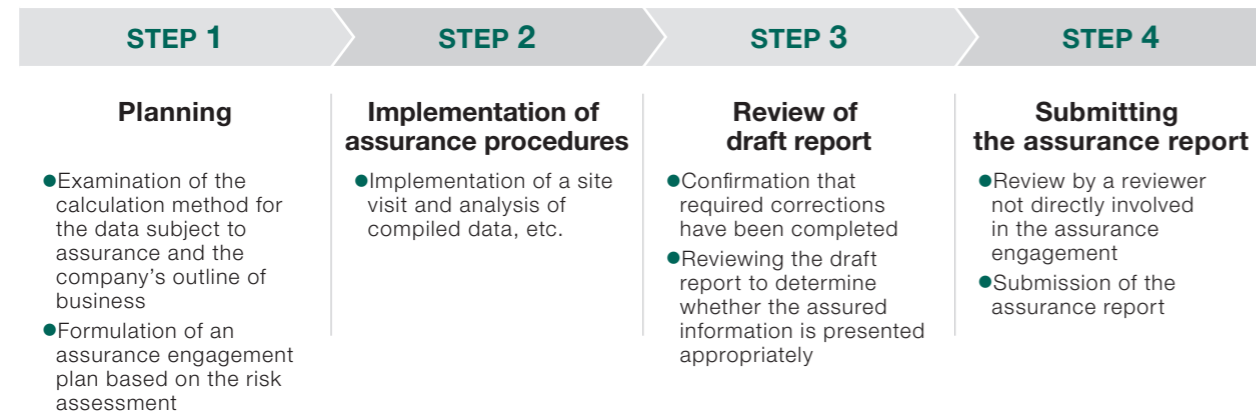 STEP 1
STEP 2
STEP 3
STEP 4
Planning
●Examination of the
calculation method for
the data subject to
assurance and the
company’s outline of
business
●Formulation of an
assurance engagement
plan based on the risk
assessment
Implementation of
assurance procedures
●Implementation of a site
visit and analysis of
compiled data, etc.
Review of
draft report
●Confirmation that
required corrections
have been completed
●Reviewing the draft
report to determine
whether the assured
information is presented
appropriately
Submitting
the assurance report
●Review by a reviewer
not directly involved
in the assurance
engagement
●Submission of the
assurance report